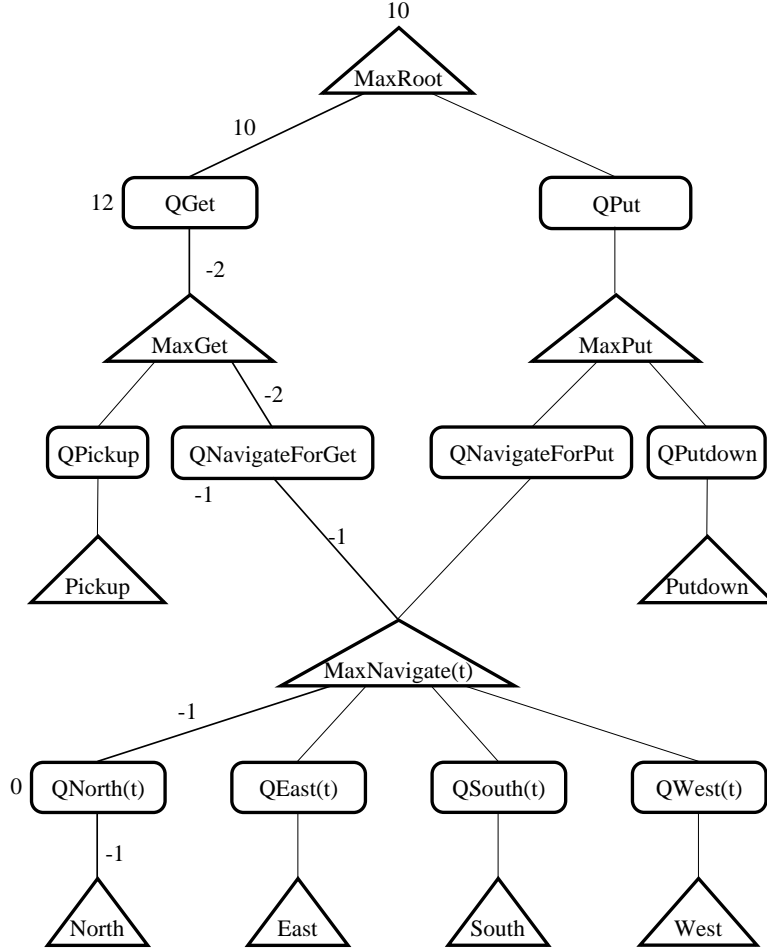 10
MaxRoot
10
12
QGet
QPut
-2
MaxGet
MaxPut
-2
QPickup
QNavigateForGet
QNavigateForPut
QPutdown
-1
-1
Pickup
Putdown
MaxNavigate(t)
-1
0
QNorth(t)
QEast(t)
QSouth(t)
QWest(t)
-1
North
East
South
West